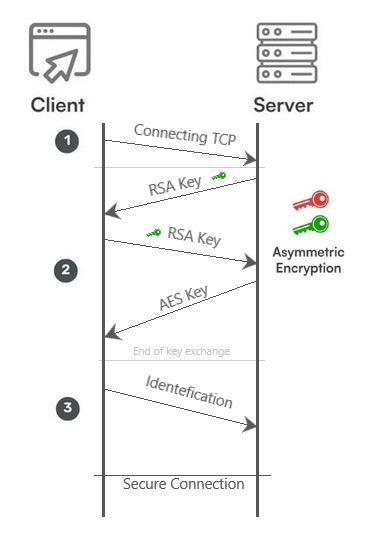 Client
Server
1
Connecting TCP
RSA Key
RSA Key
Asymmetric
Encryption
2
AES Key
End of key exchange
3
Identefication
Secure Connection